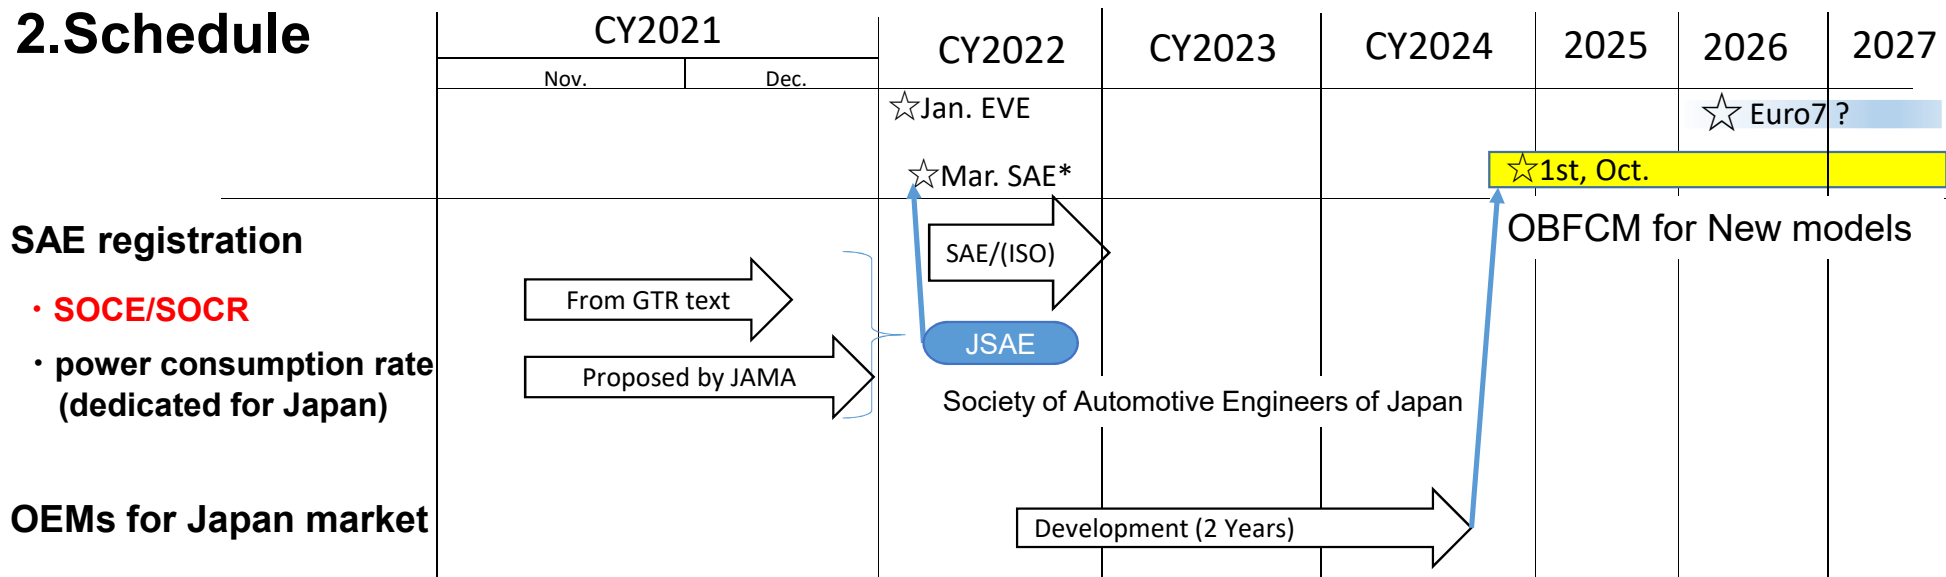 2.Schedule
CY2021
CY2022
CY2023
CY2024
2025
2026
2027
Nov.
Dec.
☆Jan. EVE
☆ Euro7 ?
☆Mar. SAE*
☆1st, Oct.
SAE registration
OBFCM for New models
SAE/(ISO)
・SOCE/SOCR
From GTR text
JSAE
・power consumption rate
(dedicated for Japan)
Proposed by JAMA
Society of Automotive Engineers of Japan
OEMs for Japan market
Development (2 Years)